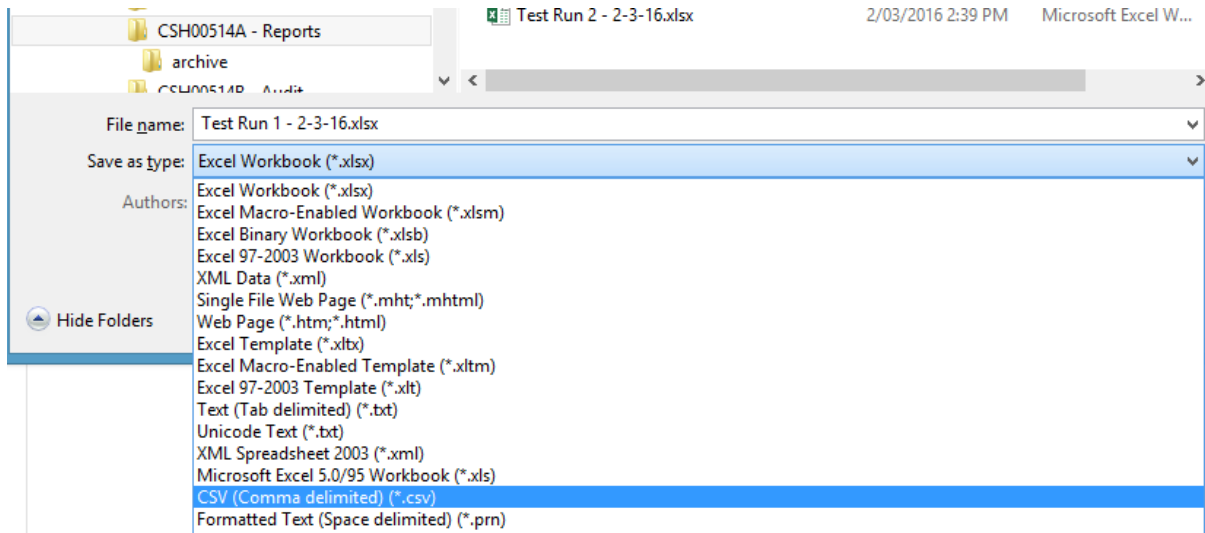 CSH00514A - Reports
archive
CSH00514B - Audit
Test Run 2 - 2-3-16.xlsx 2/03/2016 2:39 PM Microsoft Excel W...
File name: Test Run 1 - 2-3-16.xlsx
Save as type: Excel Workbook (*.xlsx)
Authors:
Excel Workbook (*.xlsx)
Excel Macro-Enabled Workbook (*.xlsm)
Excel Binary Workbook (*.xlsb)
Excel 97-2003 Workbook (*.xls)
XML Data (*.xml)
Single File Web Page (*.mht;*.mhtml)
Web Page (*.htm;*.html)
Excel Template (*.xltx)
Excel Macro-Enabled Template (*.xltm)
Excel 97-2003 Template (*.xlt)
Text (Tab delimited) (*.txt)
Unicode Text (*.txt)
XML Spreadsheet 2003 (*.xml)
Microsoft Excel 5.0/95 Workbook (*.xls)
CSV (Comma delimited) (*.csv)
Formatted Text (Space delimited) (*.prn)
Hide Folders